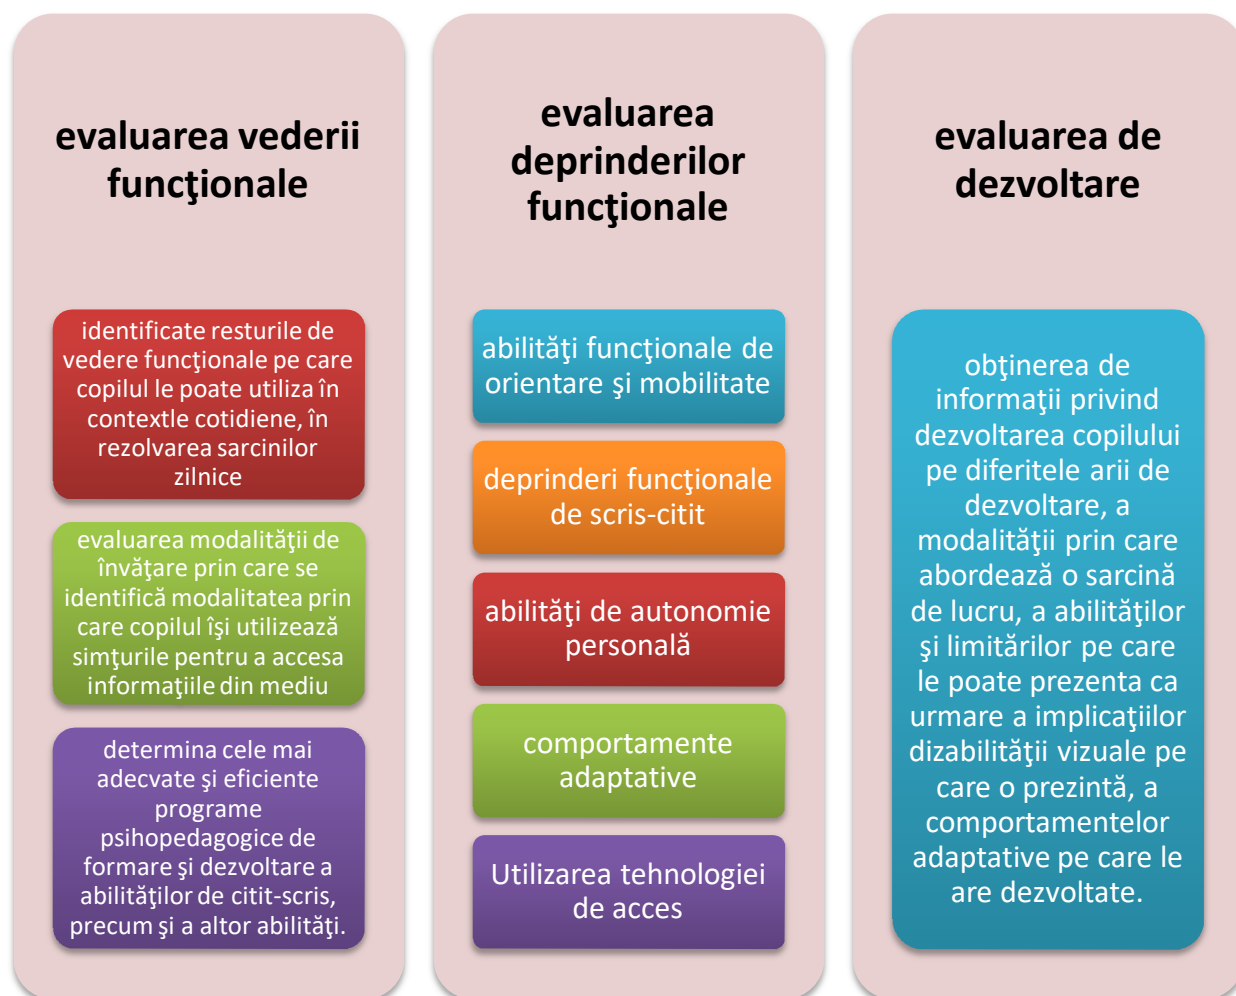 evaluarea vederii
funcţionale
identificate resturile de
vedere funcţionale pe care
copilul le poate utiliza în
contextle cotidiene, în
rezolvarea sarcinilor
zilnice
evaluarea modalităţii de
învăţare prin care se
identifică modalitatea prin
care copilul îşi utilizează
simţurile pentru a accesa
informaţiile din mediu
determina cele mai
adecvate şi eficiente
programe
psihopedagogice de
formare şi dezvoltare a
abilităţilor de citit-scris,
precum şi a altor abilităţi.
evaluarea
deprinderilor
funcţionale
abilităţi funcţionale de
orientare şi mobilitate
deprinderi funcţionale
de scris-citit
abilităţi de autonomie
personală
comportamente
adaptative
Utilizarea tehnologiei
de acces
evaluarea de
dezvoltare
obţinerea de
informaţii privind
dezvoltarea copilului
pe diferitele arii de
dezvoltare, a
modalităţii prin care
abordează o sarcină
de lucru, a abilităţilor
şi limitărilor pe care
le poate prezenta ca
urmare a implicaţiilor
dizabilităţii vizuale pe
care o prezintă, a
comportamentelor
adaptative pe care le
are dezvoltate.